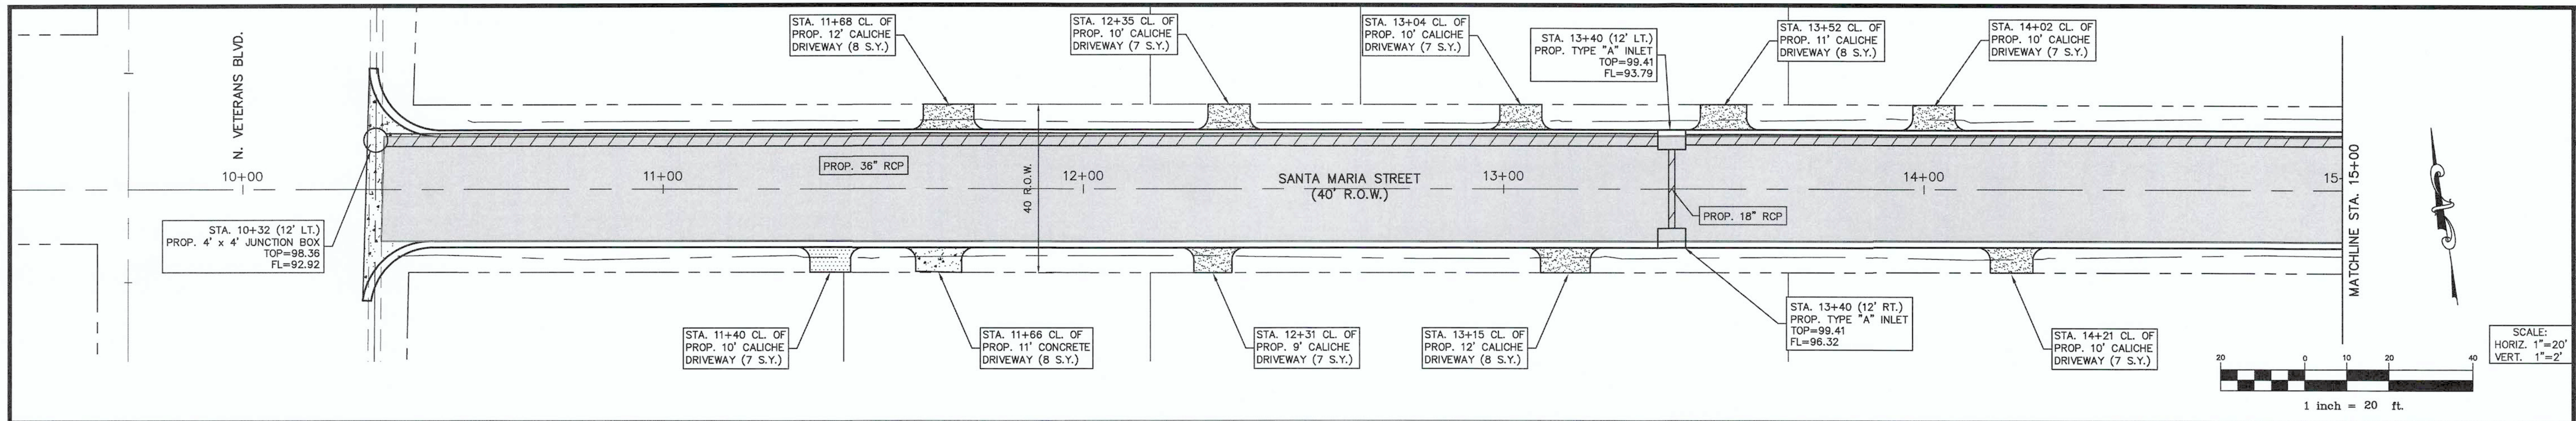 N. VETERANS BLVD.
STA. 11+68 CL. OF
PROP. 12' CALICHE
DRIVEWAY (8 S.Y.)
STA. 12+35 CL. OF
PROP. 10' CALICHE
DRIVEWAY (7 S.Y.)
STA. 13+04 CL. OF
PROP. 10' CALICHE
DRIVEWAY (7 S.Y.)
STA. 13+40 (12' LT.)
PROP. TYPE "A" INLET
TOP=99.41
FL=93.79
STA. 13+52 CL. OF
PROP. 11' CALICHE
DRIVEWAY (8 S.Y.)
STA. 14+02 CL. OF
PROP. 10' CALICHE
DRIVEWAY (7 S.Y.)
10+00
11+00
PROP. 36" RCP
40 R.O.W.
12+00
SANTA MARIA STREET
(40' R.O.W.)
13+00
PROP. 18" RCP
14+00
15
MATCHLINE STA. 15+00
STA. 10+32 (12' LT.)
PROP. 4' x 4' JUNCTION BOX
TOP=98.36
FL=92.92
STA. 11+40 CL. OF
PROP. 10' CALICHE
DRIVEWAY (7 S.Y.)
STA. 11+66 CL. OF
PROP. 11' CONCRETE
DRIVEWAY (8 S.Y.)
STA. 12+31 CL. OF
PROP. 9' CALICHE
DRIVEWAY (7 S.Y.)
STA. 13+15 CL. OF
PROP. 12' CALICHE
DRIVEWAY (8 S.Y.)
STA. 13+40 (12' RT.)
PROP. TYPE "A" INLET
TOP=99.41
FL=96.32
STA. 14+21 CL. OF
PROP. 10' CALICHE
DRIVEWAY (7 S.Y.)
SCALE:
HORIZ. 1"=20'
VERT. 1"=2'
20 0 10 20 40
1 inch = 20 ft.